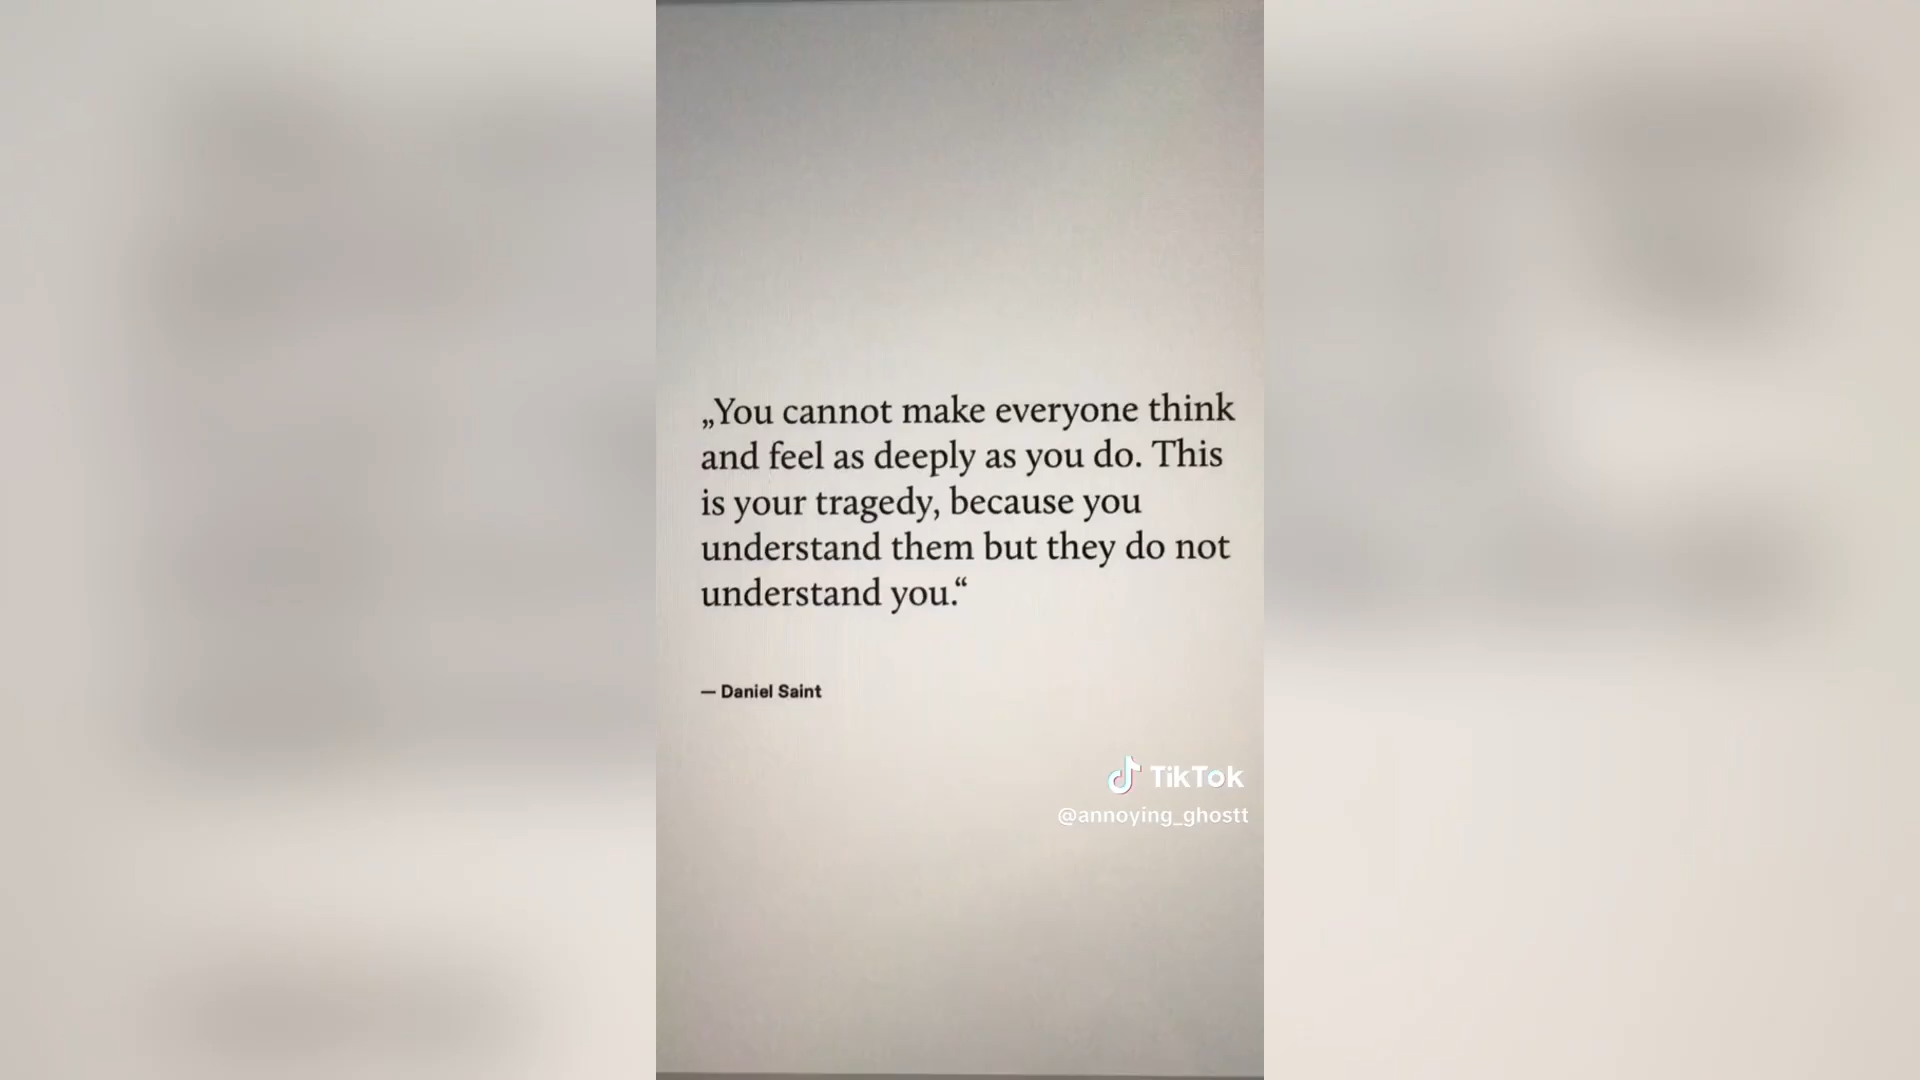 „You cannot make everyone think
and feel as deeply as you do. This
is your tragedy, because you
understand them but they do not
understand you.“
— Daniel Saint
TikTok
@annoying_ghostt